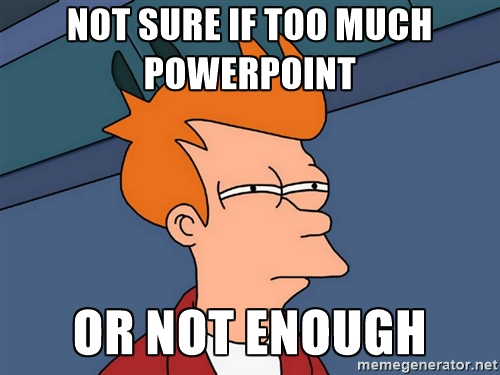 NOT SURE IF TOO MUCH
POWERPOINT
OR NOT ENOUGH
memegenerator.net